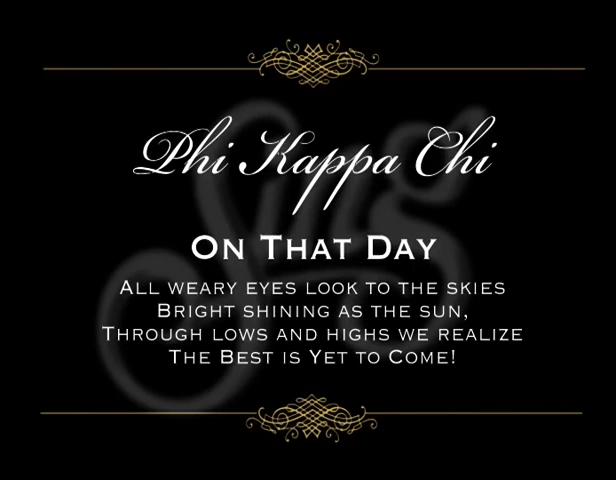 Phi Kappa Chi
On That Day
All weary eyes look to the skies
Bright shining as the sun,
Through lows and highs we realize
The Best is Yet to Come!
Sing